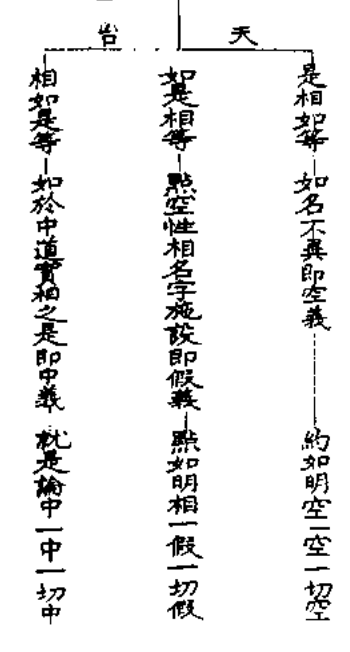 天台
是相如等 如名不異即空義 約如明空一空一切空
如是相等 點空性相名字施設即假義 點如明相一假一切假
相如是等 如於中道實相之是即中義 就是論中一中一切中